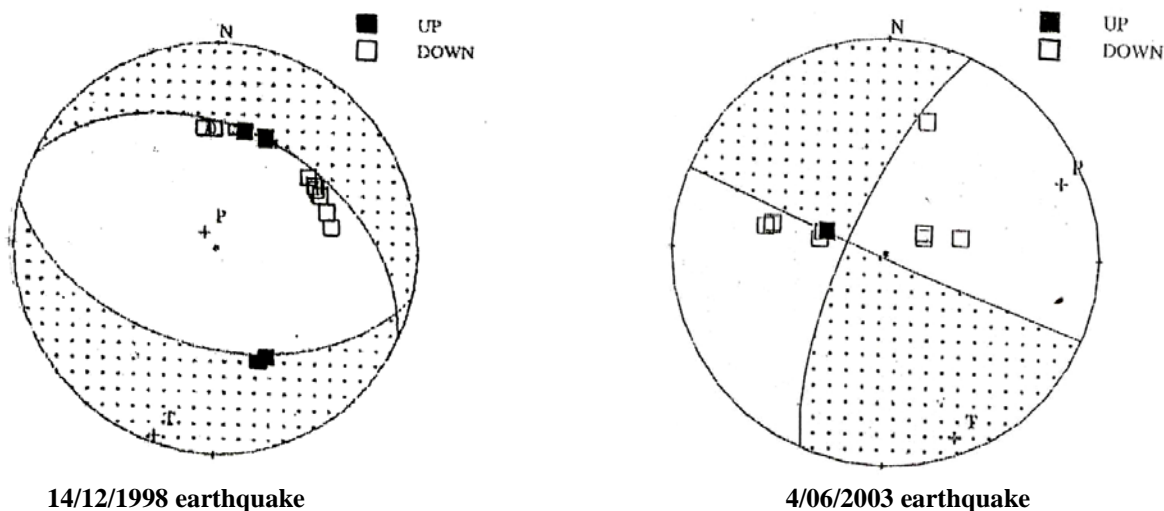 UP
DOWN
N
P
T
14/12/1998 earthquake
UP
DOWN
N
P
T
4/06/2003 earthquake